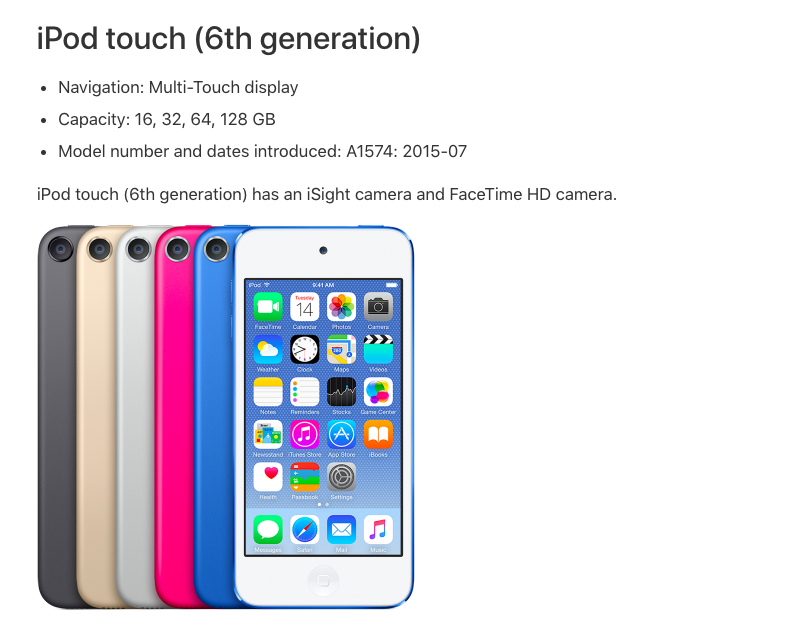 iPod touch (6th generation)
Navigation: Multi-Touch display
Capacity: 16, 32, 64, 128 GB
Model number and dates introduced: A1574: 2015-07
iPod touch (6th generation) has an iSight camera and FaceTime HD camera.
iPod 9:41 AM
Tuesday
14
FaceTime Calendar Photos Camera
280
Weather Clock Maps Videos
Notes Reminders Stocks Game Center
Newsstand iTunes Store App Store iBooks
Health Passbook Settings
Messages Safari Mail Music